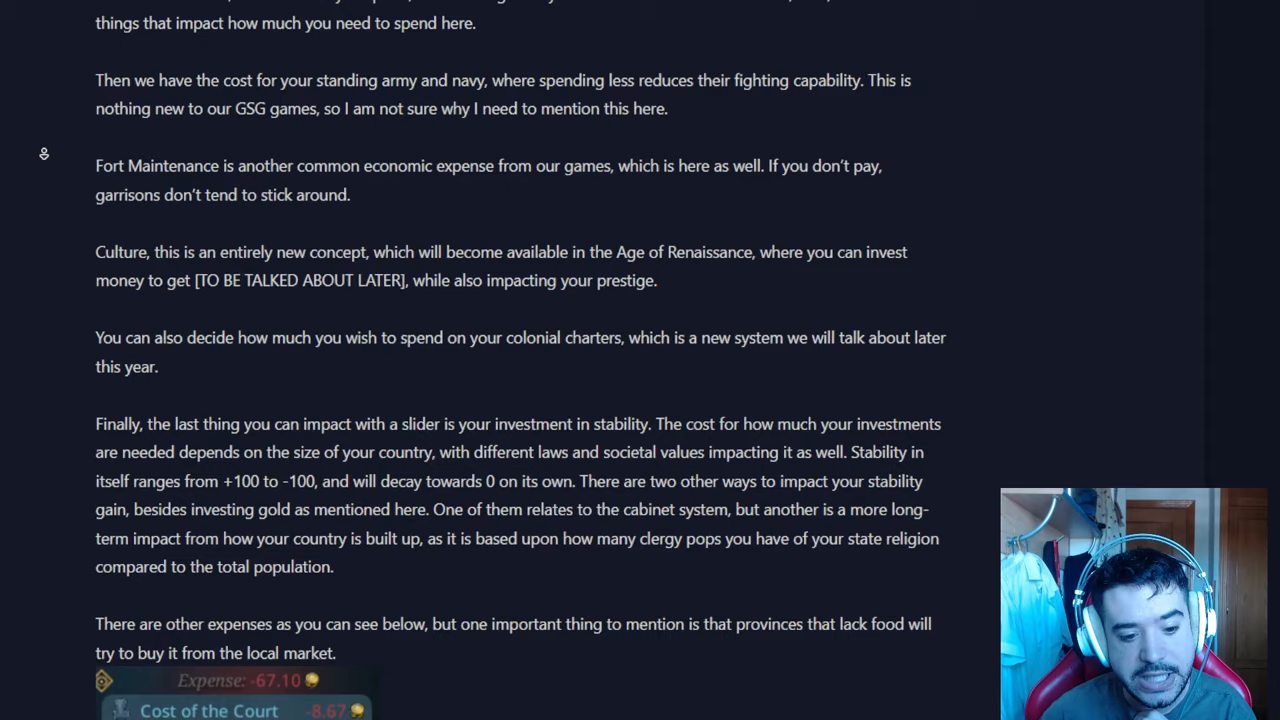 things that impact how much you need to spend here.
Then we have the cost for your standing army and navy, where spending less reduces their fighting capability. This is
nothing new to our GSG games, so I am not sure why I need to mention this here.
Fort Maintenance is another common economic expense from our games, which is here as well. If you don’t pay,
garrisons don’t tend to stick around.
Culture, this is an entirely new concept, which will become available in the Age of Renaissance, where you can invest
money to get [TO BE TALKED ABOUT LATER], while also impacting your prestige.
You can also decide how much you wish to spend on your colonial charters, which is a new system we will talk about later
this year.
Finally, the last thing you can impact with a slider is your investment in stability. The cost for how much your investments
are needed depends on the size of your country, with different laws and societal values impacting it as well. Stability in
itself ranges from +100 to -100, and will decay towards 0 on its own. There are two other ways to impact your stability
gain, besides investing gold as mentioned here. One of them relates to the cabinet system, but another is a more long-
term impact from how your country is built up, as it is based upon how many clergy pops you have of your state religion
compared to the total population.
There are other expenses as you can see below, but one important thing to mention is that provinces that lack food will
try to buy it from the local market.
Expense: -67.10
Cost of the Court -8.67